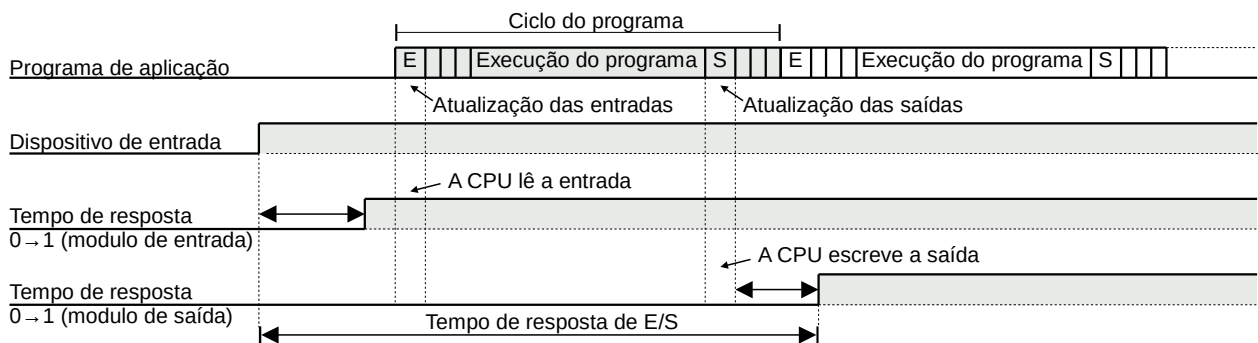 Ciclo do programa
E Execução do programa S E Execução do programa S
Programa de aplicação
Atualização das entradas Atualização das saídas
Dispositivo de entrada
A CPU lê a entrada
Tempo de resposta
0→1 (modulo de entrada)
A CPU escreve a saída
Tempo de resposta
0→1 (modulo de saída)
Tempo de resposta de E/S